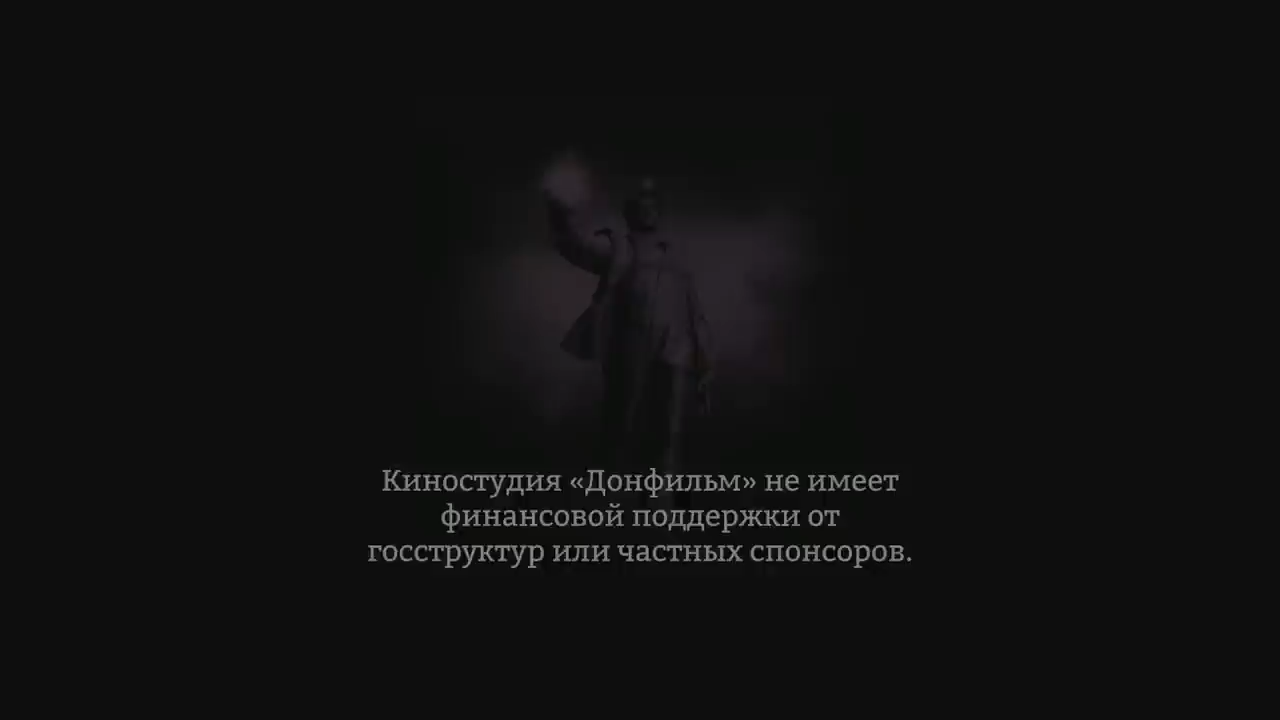 Киностудия «Донфильм» не имеет
финансовой поддержки от
госструктур или частных спонсоров.